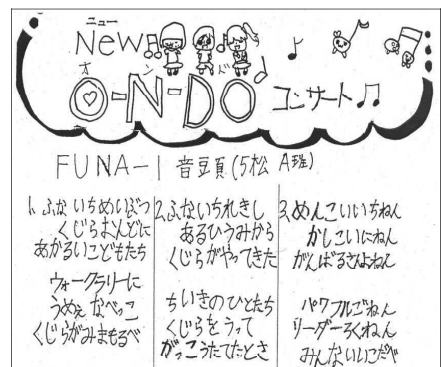 ニュー
New
オンド
O-N-DO コンサート♫
FUNA-1 音頭(5松 A班)
1、ふないちめいぶつ
くじらおんどに
あかるいこどもたち
ウォークラリーに
うめぇ なべっこ
くじらがみまもるべ
2、ふないちれきし
あるひうみから
くじらがやってきた
ちいきのひとたち
くじらをうって
がっこうたてたとき
3、めんこいいちねん
かしこいにねん
がんばるさんよねん
パワフルごねん
リーダーろくねん
みんないいこだべ